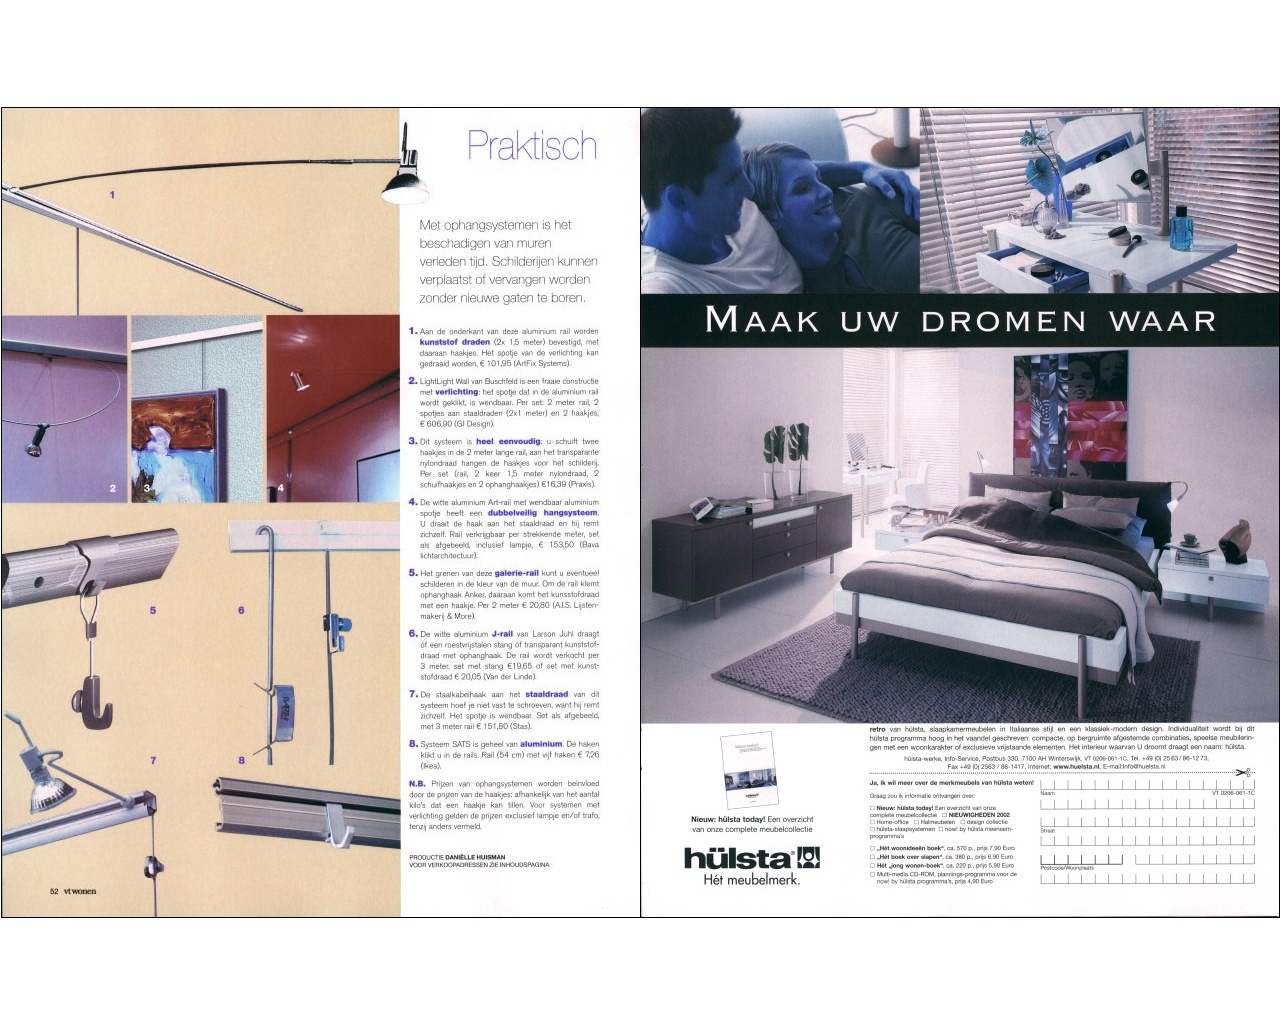 Praktisch
Met ophangsystemen is het
beschadigen van muren
verleden tijd. Schilderijen kunnen
verplaatst of vervangen worden
zonder nieuwe gaten te boren.
1. Aan de onderkant van deze aluminium rail worden
kunststof draden (2x 1,5 meter) bevestigd, met
daaraan haakjes. Het spotje van de verlichting kan
gedraaid worden, € 101,95 (ArtFix Systems).
2. LightLight Wall van Buschfeld is een fraaie constructie
met verlichting: het spotje dat in de aluminium rail
wordt geklikt, is wendbaar. Per set: 2 meter rail, 2
spotjes aan staaldraden (2x1 meter) en 2 haakjes,
€ 606,90 (GI Design).
3. Dit systeem is heel eenvoudig: u schuift twee
haakjes in de 2 meter lange rail, aan het transparante
nylondraad hangen de haakjes voor het schilderij.
Per set (rail, 2 keer 1,5 meter nylondraad, 2
schuifhaakjes en 2 ophanghaakjes) €16,39 (Praxis).
4. De witte aluminium Art-rail met wendbaar aluminium
spotje heeft een dubbelveilig hangsysteem.
U draait de haak aan het staaldraad en hij remt
zichzelf. Rail verkrijgbaar per strekkende meter, set
als afgebeeld, inclusief lampje, € 153,50 (Bava
lichtarchitectuur).
5. Het grenen van deze galerie-rail kunt u eventueel
schilderen in de kleur van de muur. Om de rail klemt
ophanghaak Anker, daaraan komt het kunsstofdraad
met een haakje. Per 2 meter € 20,80 (A.I.S. Lijsten-
makerij & More).
6. De witte aluminium J-rail van Larson Juhl draagt
óf een roestvrijstalen stang óf transparant kunststof-
draad met ophanghaak. De rail wordt verkocht per
3 meter, set met stang €19,65 of set met kunst-
stofdraad € 20,05 (Van der Linde).
7. De staalkabelhaak aan het staaldraad van dit
systeem hoef je niet vast te schroeven, want hij remt
zichzelf. Het spotje is wendbaar. Set als afgebeeld,
met 3 meter rail € 151,80 (Stas).
8. Systeem SATS is geheel van aluminium. De haken
klikt u in de rails. Rail (54 cm) met vijf haken € 7,26
(Ikea).
N.B. Prijzen van ophangsystemen worden beïnvloed
door de prijzen van de haakjes: afhankelijk van het aantal
kilo's dat een haakje kan tillen. Voor systemen met
verlichting gelden de prijzen exclusief lampje en/of trafo,
tenzij anders vermeld.
PRODUCTIE DANIËLLE HUISMAN
VOOR VERKOOPADRESSEN ZIE INHOUDSPAGINA
1
2
3
4
5
6
7
8
52 vt wonen
MAAK UW DROMEN WAAR
retro van hülsta, slaapkamermeubelen in Italiaanse stijl en een klassiek-modern design. Individualiteit wordt bij dit
hülsta programma hoog in het vaandel geschreven: compacte, op bergruimte afgestemde combinaties, speelse meubilerin-
gen met een woonkarakter of exclusieve vrijstaande elementen. Het interieur waarvan U droomt draagt een naam: hülsta.
hülsta-werke, Info-Service, Postbus 330, 7100 AH Winterswijk, VT 0206-061-1C, Tel. +49 (0) 25 63 / 86-12 73,
Fax +49 (0) 2563 / 86-1417, Internet: www.huelsta.nl, E-mail:Info@huelsta.nl
Nieuw: hülsta today! Een overzicht
van onze complete meubelcollectie
hülsta
Hét meubelmerk.
Ja, ik wil meer over de merkmeubels van hülsta weten!
Graag zou ik informatie ontvangen over:
Nieuw: hülsta today! Een overzicht van onze
complete meubelcollectie NIEUWIGHEDEN 2002
Home-office Halmeubelen design collectie
hülsta-slaapsystemen now! by hülsta meeneem-
programma's
„Hét woonideeën boek“, ca. 570 p., prijs 7,90 Euro
„Hét boek over slapen“, ca. 380 p., prijs 6,90 Euro
Hét „jong wonen-boek“, ca. 220 p., prijs 5,90 Euro
Multi-media CD-ROM, plannings-programma voor de
now! by hülsta programma's, prijs 4,90 Euro
Naam VT 0206-061-1C
Straat
Postcode/Woonplaats